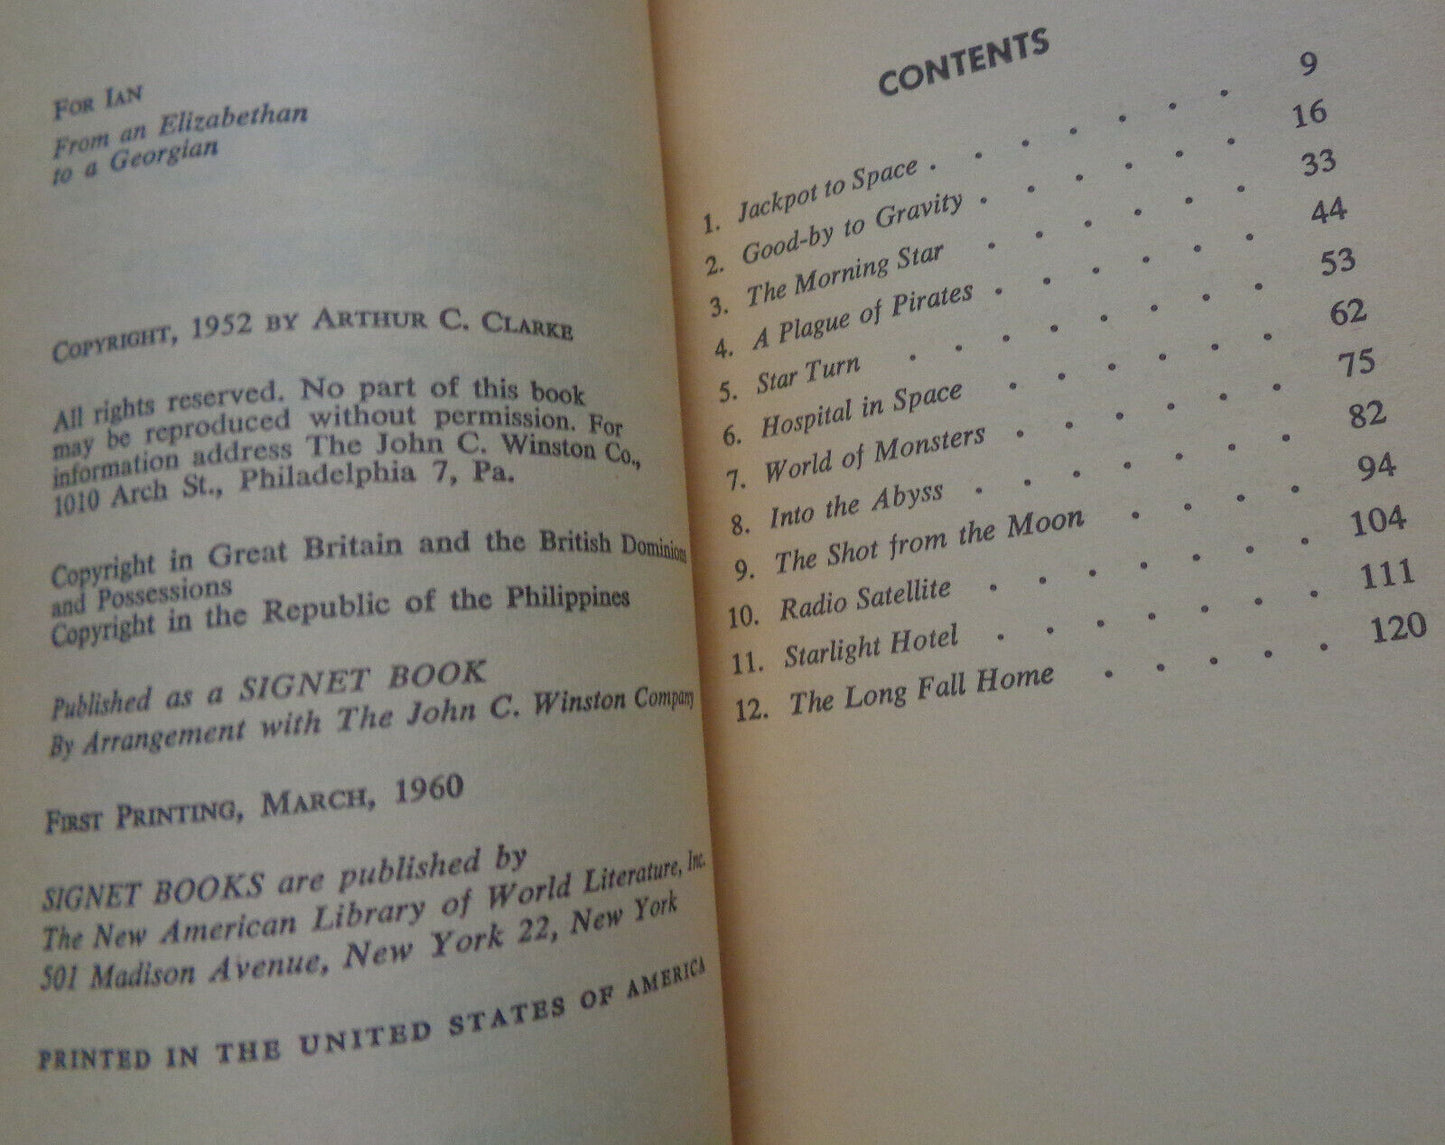 FOR IAN
From an Elizabethan
to a Georgian
COPYRIGHT, 1952 BY ARTHUR C. CLARKE
All rights reserved. No part of this book
may be reproduced without permission. For
information address The John C. Winston Co.,
1010 Arch St., Philadelphia 7, Pa.
Copyright in Great Britain and the British Dominions
and Possessions
Copyright in the Republic of the Philippines
Published as a SIGNET BOOK
By Arrangement with The John C. Winston Company
FIRST PRINTING, MARCH, 1960
SIGNET BOOKS are published by
The New American Library of World Literature, Inc.
501 Madison Avenue, New York 22, New York
PRINTED IN THE UNITED STATES OF AMERICA
CONTENTS
1. Jackpot to Space . . . . . . . 9
2. Good-by to Gravity . . . . . . 16
3. The Morning Star . . . . . . 33
4. A Plague of Pirates . . . . . . 44
5. Star Turn . . . . . . . . 53
6. Hospital in Space . . . . . . 62
7. World of Monsters . . . . . . 75
8. Into the Abyss . . . . . . . 82
9. The Shot from the Moon . . . . 94
10. Radio Satellite . . . . . . . 104
11. Starlight Hotel . . . . . . . 111
12. The Long Fall Home . . . . . 120